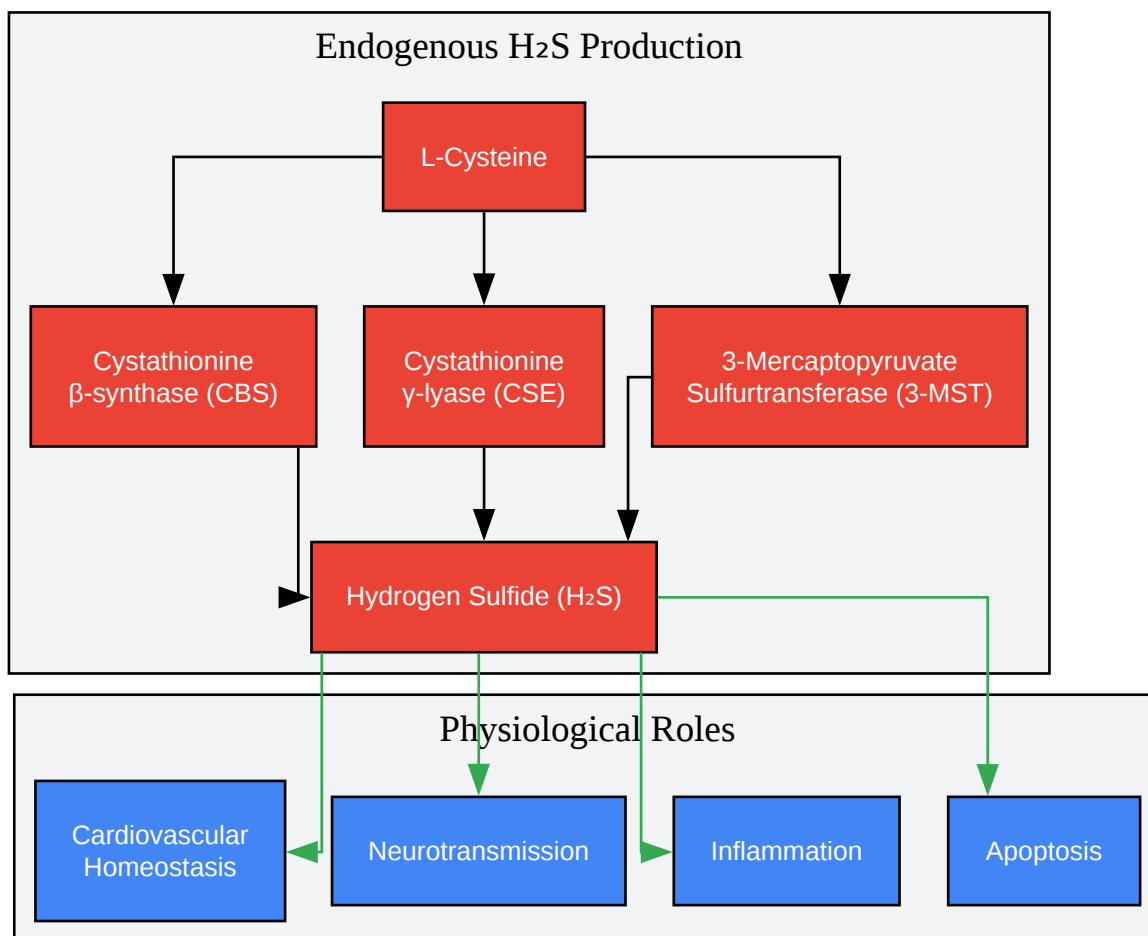 Endogenous H₂S Production
L-Cysteine
Cystathionine
β-synthase (CBS)
Cystathionine
γ-lyase (CSE)
3-Mercaptopyruvate
Sulfurtransferase (3-MST)
Hydrogen Sulfide (H₂S)
Physiological Roles
Cardiovascular
Homeostasis
Neurotransmission
Inflammation
Apoptosis